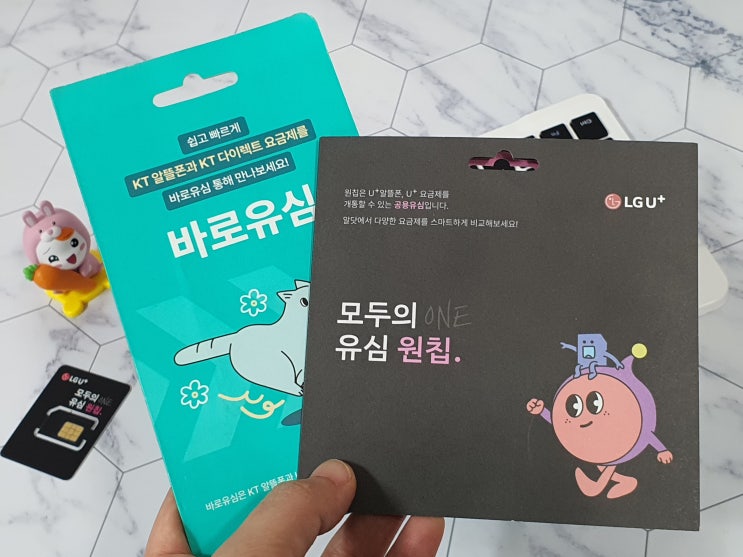 쉽고 빠르게
KT 알뜰폰과 KT 다이렉트 요금제를
바로유심 통해 만나보세요!
바로유심
바로유심은 KT 알뜰폰과
원칩은 U+알뜰폰, U+ 요금제를
개통할 수 있는 공용유심입니다.
알닷에서 다양한 요금제를 스마트하게 비교해보세요!
LG U+
모두의 ONE
유심 원칩.
LG U+
모두의 ONE
유심 원칩.